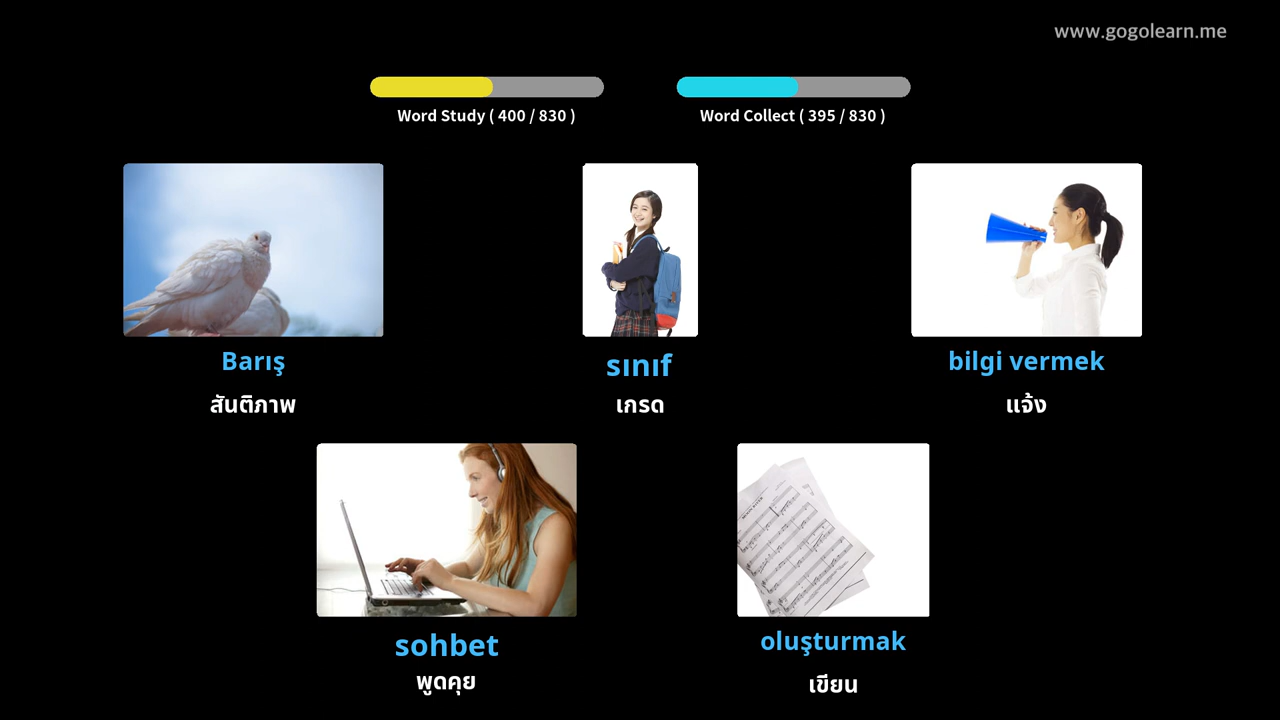 www.gogolearn.me
Word Study ( 400 / 830 )
Word Collect ( 395 / 830 )
Barış
สันติภาพ
sınıf
เกรด
bilgi vermek
แจ้ง
sohbet
พูดคุย
oluşturmak
เขียน